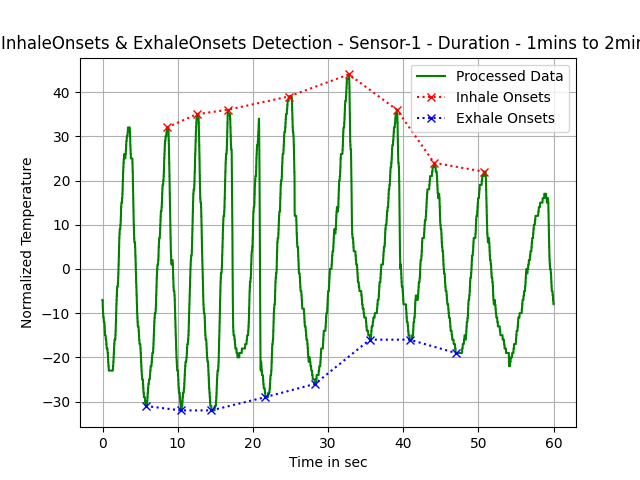 InhaleOnsets & ExhaleOnsets Detection - Sensor-1 - Duration - 1mins to 2min
Processed Data
Inhale Onsets
Exhale Onsets
Normalized Temperature
40
30
20
10
0
−10
−20
−30
0 10 20 30 40 50 60
Time in sec